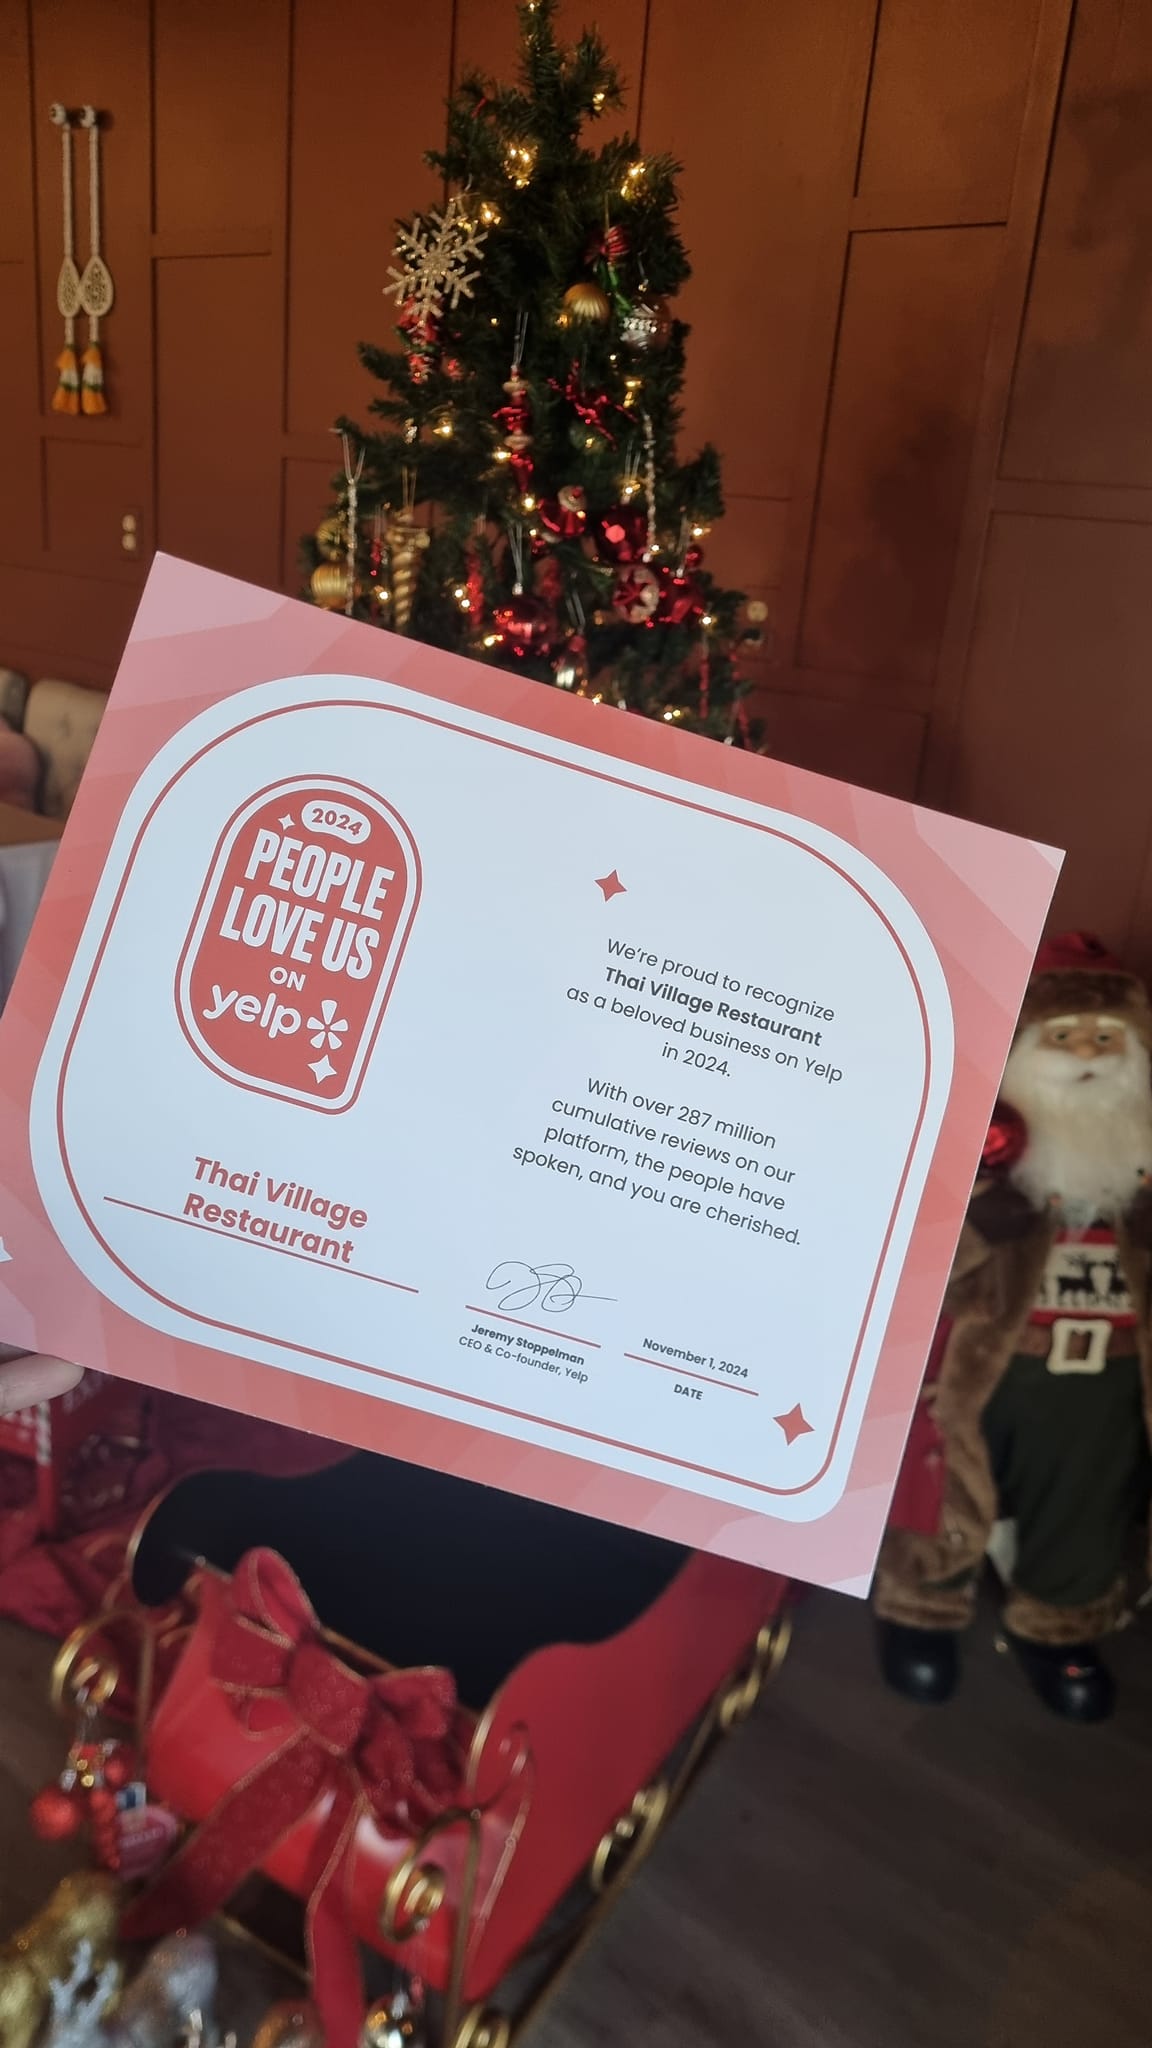 2024
PEOPLE
LOVE US
ON
yelp
Thai Village
Restaurant
We're proud to recognize
Thai Village Restaurant
as a beloved business on Yelp
in 2024.
With over 287 million
cumulative reviews on our
platform, the people have
spoken, and you are cherished.
Jeremy Stoppelman
CEO & Co-founder, Yelp
November 1, 2024
DATE